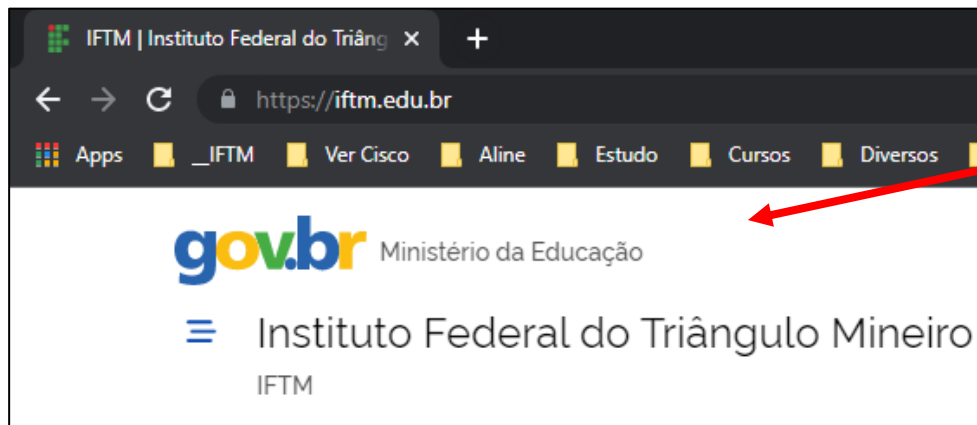 IFTM | Instituto Federal do Triâng
https://iftm.edu.br
Apps __IFTM Ver Cisco Aline Estudo Cursos Diversos
gov.br Ministério da Educação
Instituto Federal do Triângulo Mineiro
IFTM